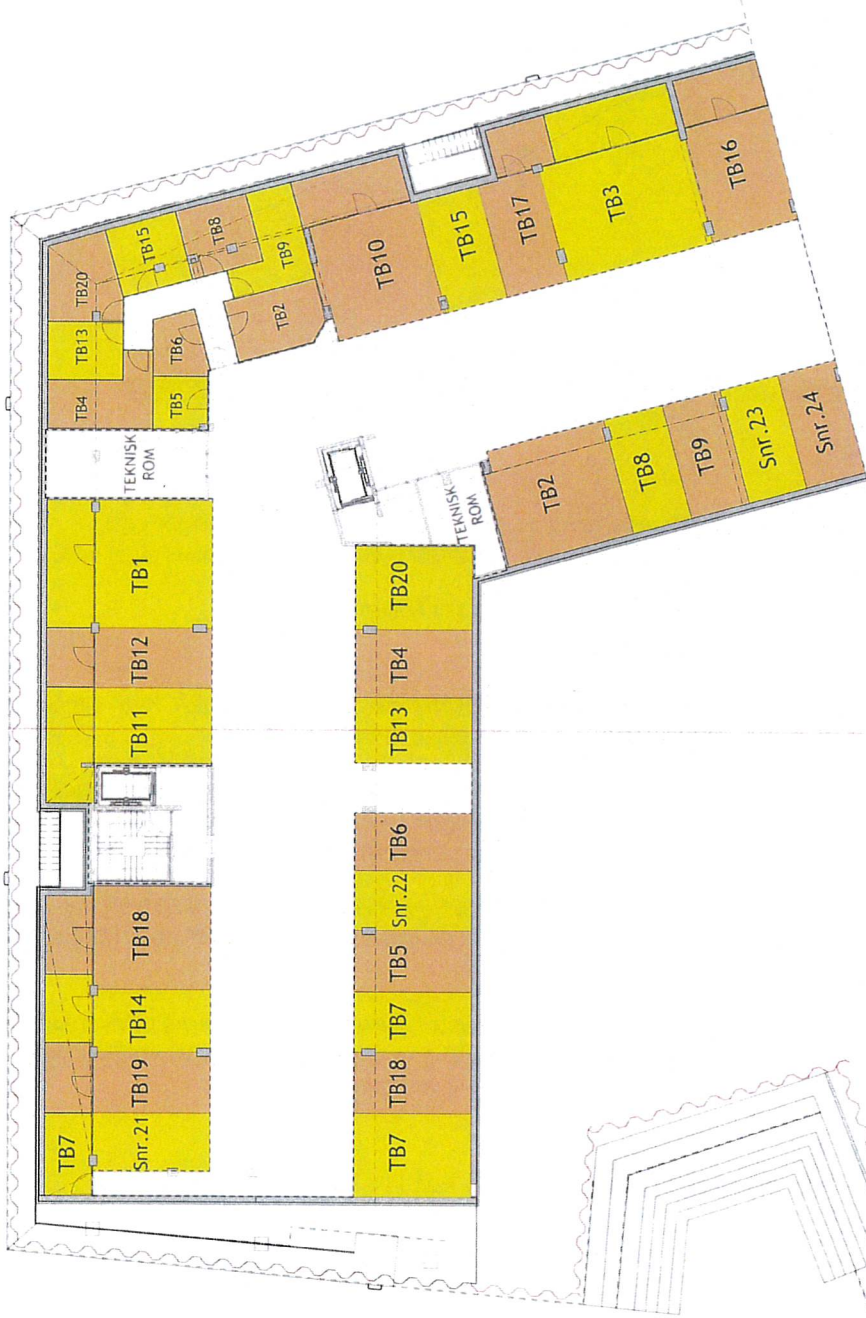 TB20
TB15
TB8
TB9
TB13
TB4
TB6
TB5
TB2
TEKNISK
ROM
TB10
TB15
TB17
TB3
TB16
TB1
TB12
TB11
TB18
TB14
TB19
Snr.21
TB7
TEKNISK
ROM
TB2
TB8
TB9
Snr.23
Snr.24
TB20
TB4
TB13
TB6
Snr.22
TB5
TB7
TB18
TB7